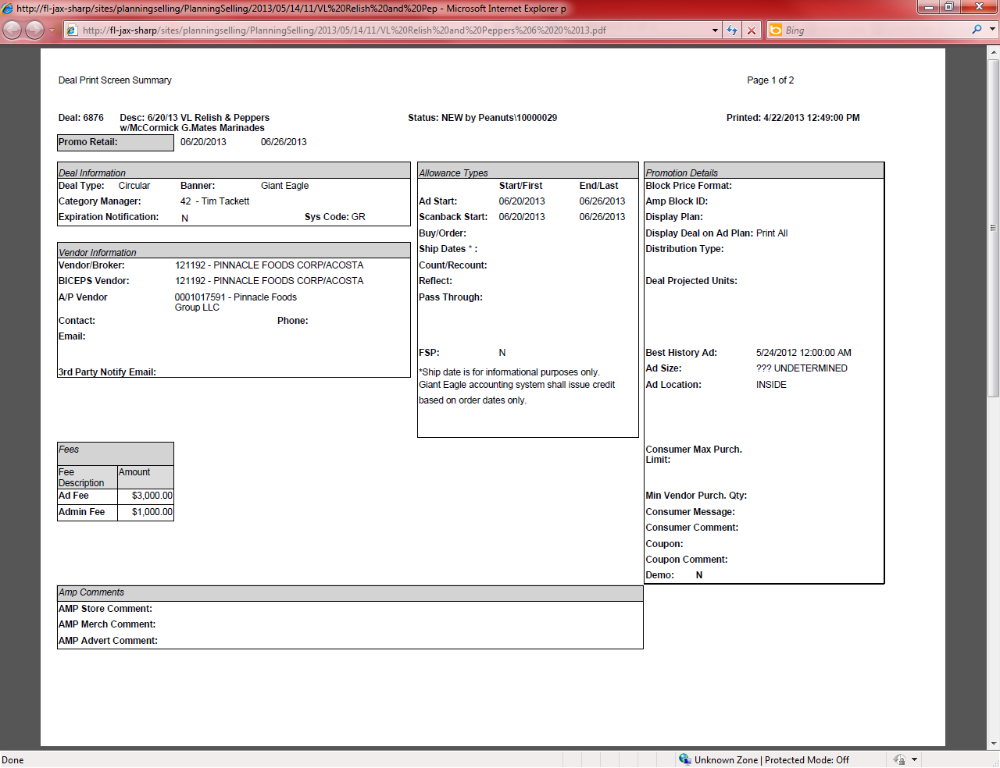 http://fl-jax-sharp/sites/planningselling/PlanningSelling/2013/05/14/11/VL%20Relish%20and%20Pep - Microsoft Internet Explorer p
http://fl-jax-sharp/sites/planningselling/PlanningSelling/2013/05/14/11/VL%20Relish%20and%20Peppers%206%2020%2013.pdf
Bing
Deal Print Screen Summary
Page 1 of 2
Deal: 6876 Desc: 6/20/13 VL Relish & Peppers Status: NEW by Peanuts\10000029 Printed: 4/22/2013 12:49:00 PM
w/McCormick G.Mates Marinades
Promo Retail: 06/20/2013 06/26/2013
Deal Information
Deal Type: Circular Banner: Giant Eagle
Category Manager: 42 - Tim Tackett
Expiration Notification: N Sys Code: GR
Vendor Information
Vendor/Broker: 121192 - PINNACLE FOODS CORP/ACOSTA
BICEPS Vendor: 121192 - PINNACLE FOODS CORP/ACOSTA
A/P Vendor 0001017591 - Pinnacle Foods
Group LLC
Contact: Phone:
Email:
3rd Party Notify Email:
Allowance Types
Start/First End/Last
Ad Start: 06/20/2013 06/26/2013
Scanback Start: 06/20/2013 06/26/2013
Buy/Order:
Ship Dates * :
Count/Recount:
Reflect:
Pass Through:
FSP: N
*Ship date is for informational purposes only.
Giant Eagle accounting system shall issue credit
based on order dates only.
Promotion Details
Block Price Format:
Amp Block ID:
Display Plan:
Display Deal on Ad Plan: Print All
Distribution Type:
Deal Projected Units:
Best History Ad: 5/24/2012 12:00:00 AM
Ad Size: ??? UNDETERMINED
Ad Location: INSIDE
Consumer Max Purch.
Limit:
Min Vendor Purch. Qty:
Consumer Message:
Consumer Comment:
Coupon:
Coupon Comment:
Demo: N
Fees
Fee Amount
Description
Ad Fee $3,000.00
Admin Fee $1,000.00
Amp Comments
AMP Store Comment:
AMP Merch Comment:
AMP Advert Comment:
Done
Unknown Zone | Protected Mode: Off